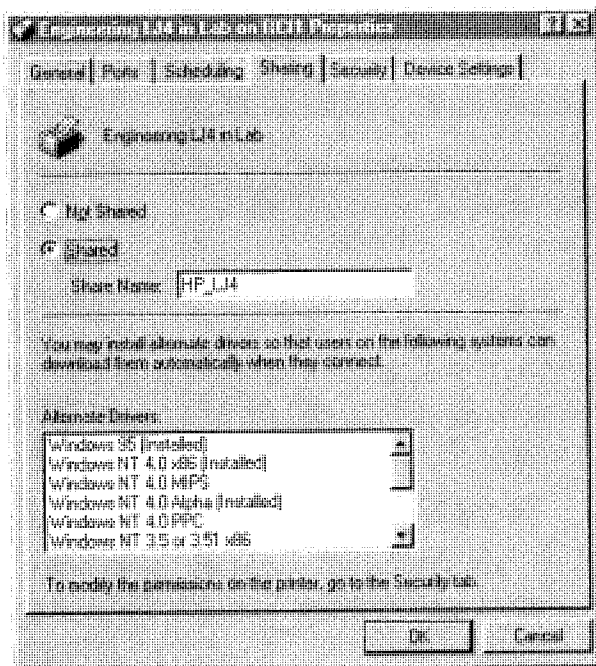 Engineering LJ4 in Lab on Properties
General Ports Scheduling Sharing Security Device Settings
Engineering LJ4 in Lab
Not Shared
Shared
Share Name: HP_LJ4
You may install alternate drivers so that users on the following systems can
download them automatically when they connect.
Alternate Drivers:
Windows 95 (Installed)
Windows NT 4.0 x86 (Installed)
Windows NT 4.0 MIPS
Windows NT 4.0 Alpha (Installed)
Windows NT 4.0 PPC
Windows NT 3.5 or 3.51 x86
To modify the permissions on the printer, go to the Security tab.
OK Cancel